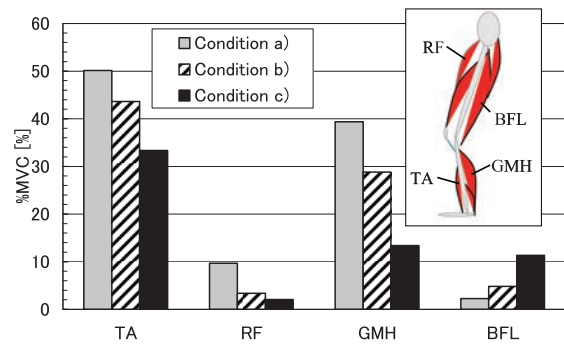 %MVC [%]
60
50
40
30
20
10
0
Condition a)
Condition b)
Condition c)
RF
BFL
TA
GMH
TA
RF
GMH
BFL